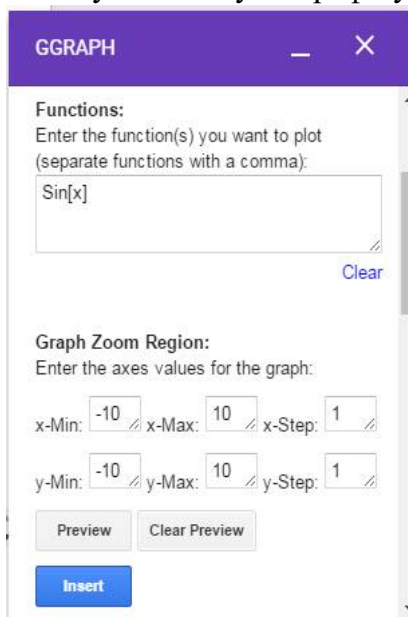 GGRAPH
Functions:
Enter the function(s) you want to plot
(separate functions with a comma):
Sin[x]
Clear
Graph Zoom Region:
Enter the axes values for the graph:
x-Min: -10 x-Max: 10 x-Step: 1
y-Min: -10 y-Max: 10 y-Step: 1
Preview Clear Preview
Insert